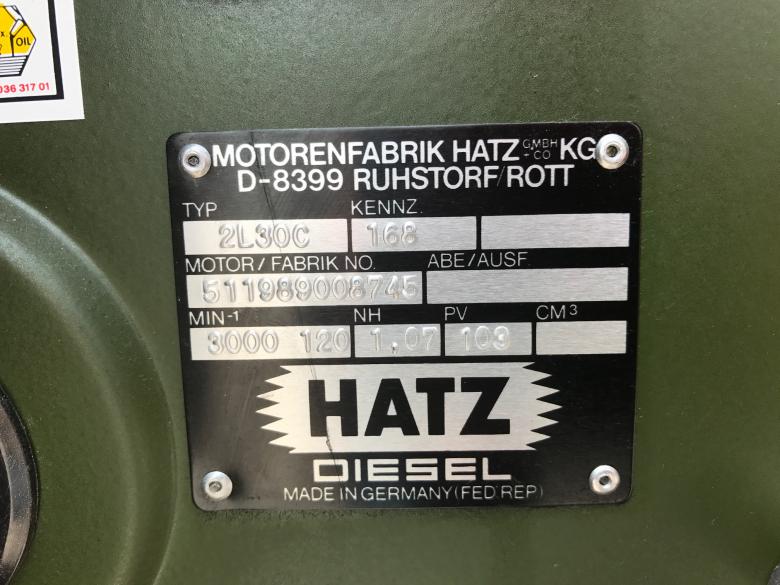 x.
OIL
036 317 01
MOTORENFABRIK HATZ GMBH + CO KG
D-8399 RUHSTORF/ROTT
TYP KENNZ.
2L30C 168
MOTOR / FABRIK NO. ABE/AUSF.
511989008745
MIN-1 NH PV CM3
3000 120 1.07 103
HATZ
DIESEL
MADE IN GERMANY (FED REP)